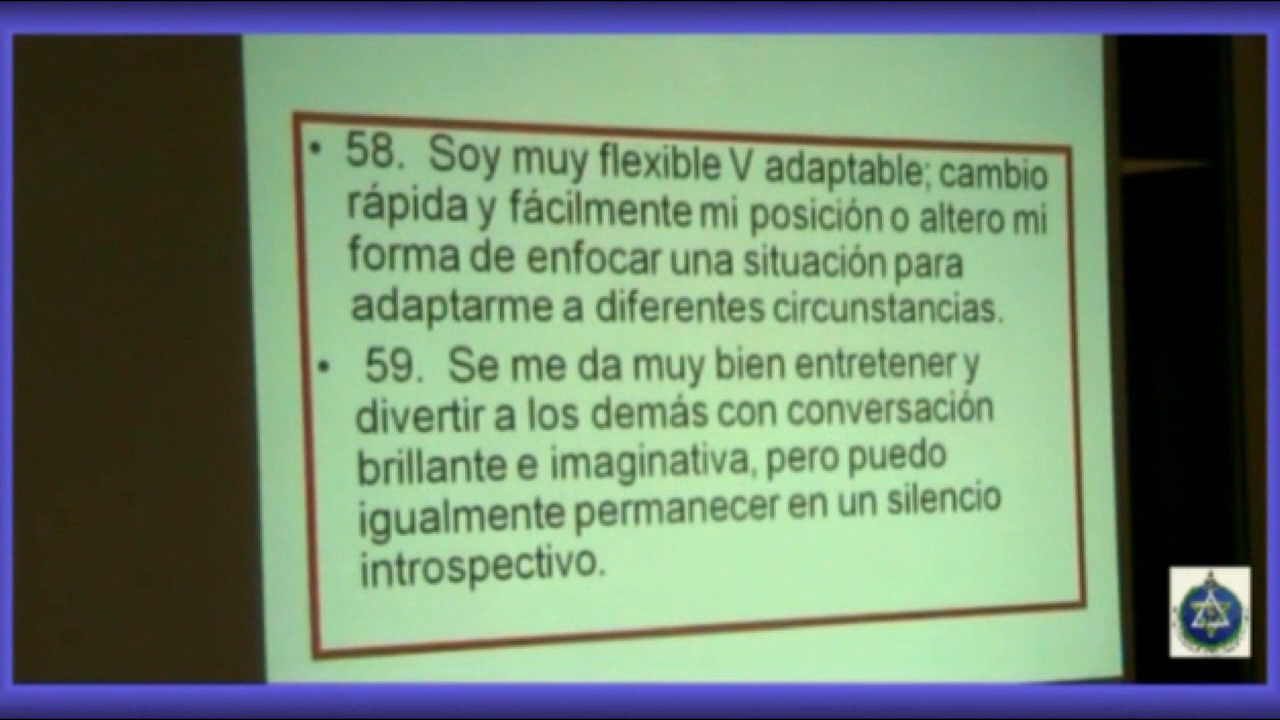 • 58. Soy muy flexible V adaptable; cambio
rápida y fácilmente mi posición o altero mi
forma de enfocar una situación para
adaptarme a diferentes circunstancias.
• 59. Se me da muy bien entretener y
divertir a los demás con conversación
brillante e imaginativa, pero puedo
igualmente permanecer en un silencio
introspectivo.